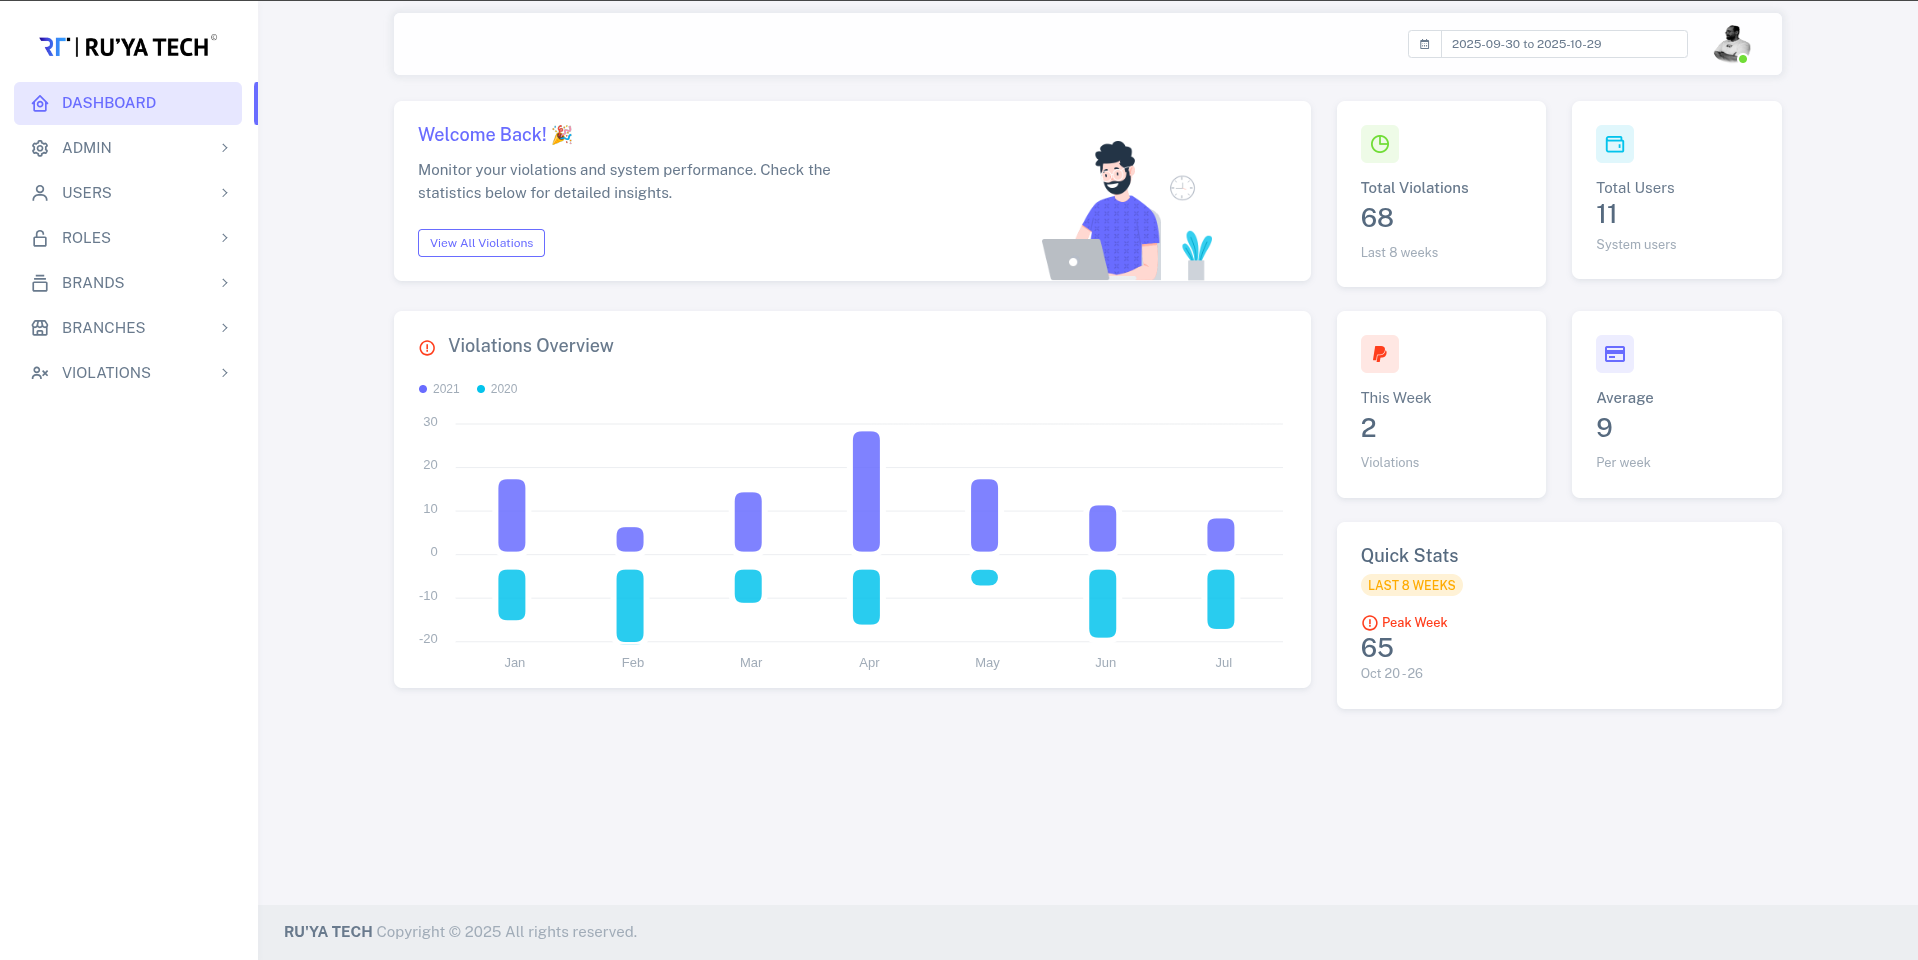 RT | RU'YA TECH ©
DASHBOARD
ADMIN
USERS
ROLES
BRANDS
BRANCHES
VIOLATIONS
2025-09-30 to 2025-10-29
Welcome Back! 🎉
Monitor your violations and system performance. Check the
statistics below for detailed insights.
View All Violations
Total Violations
68
Last 8 weeks
Total Users
11
System users
Violations Overview
2021 2020
30
20
10
0
-10
-20
Jan Feb Mar Apr May Jun Jul
This Week
2
Violations
Average
9
Per week
Quick Stats
LAST 8 WEEKS
Peak Week
65
Oct 20 - 26
RU'YA TECH Copyright © 2025 All rights reserved.